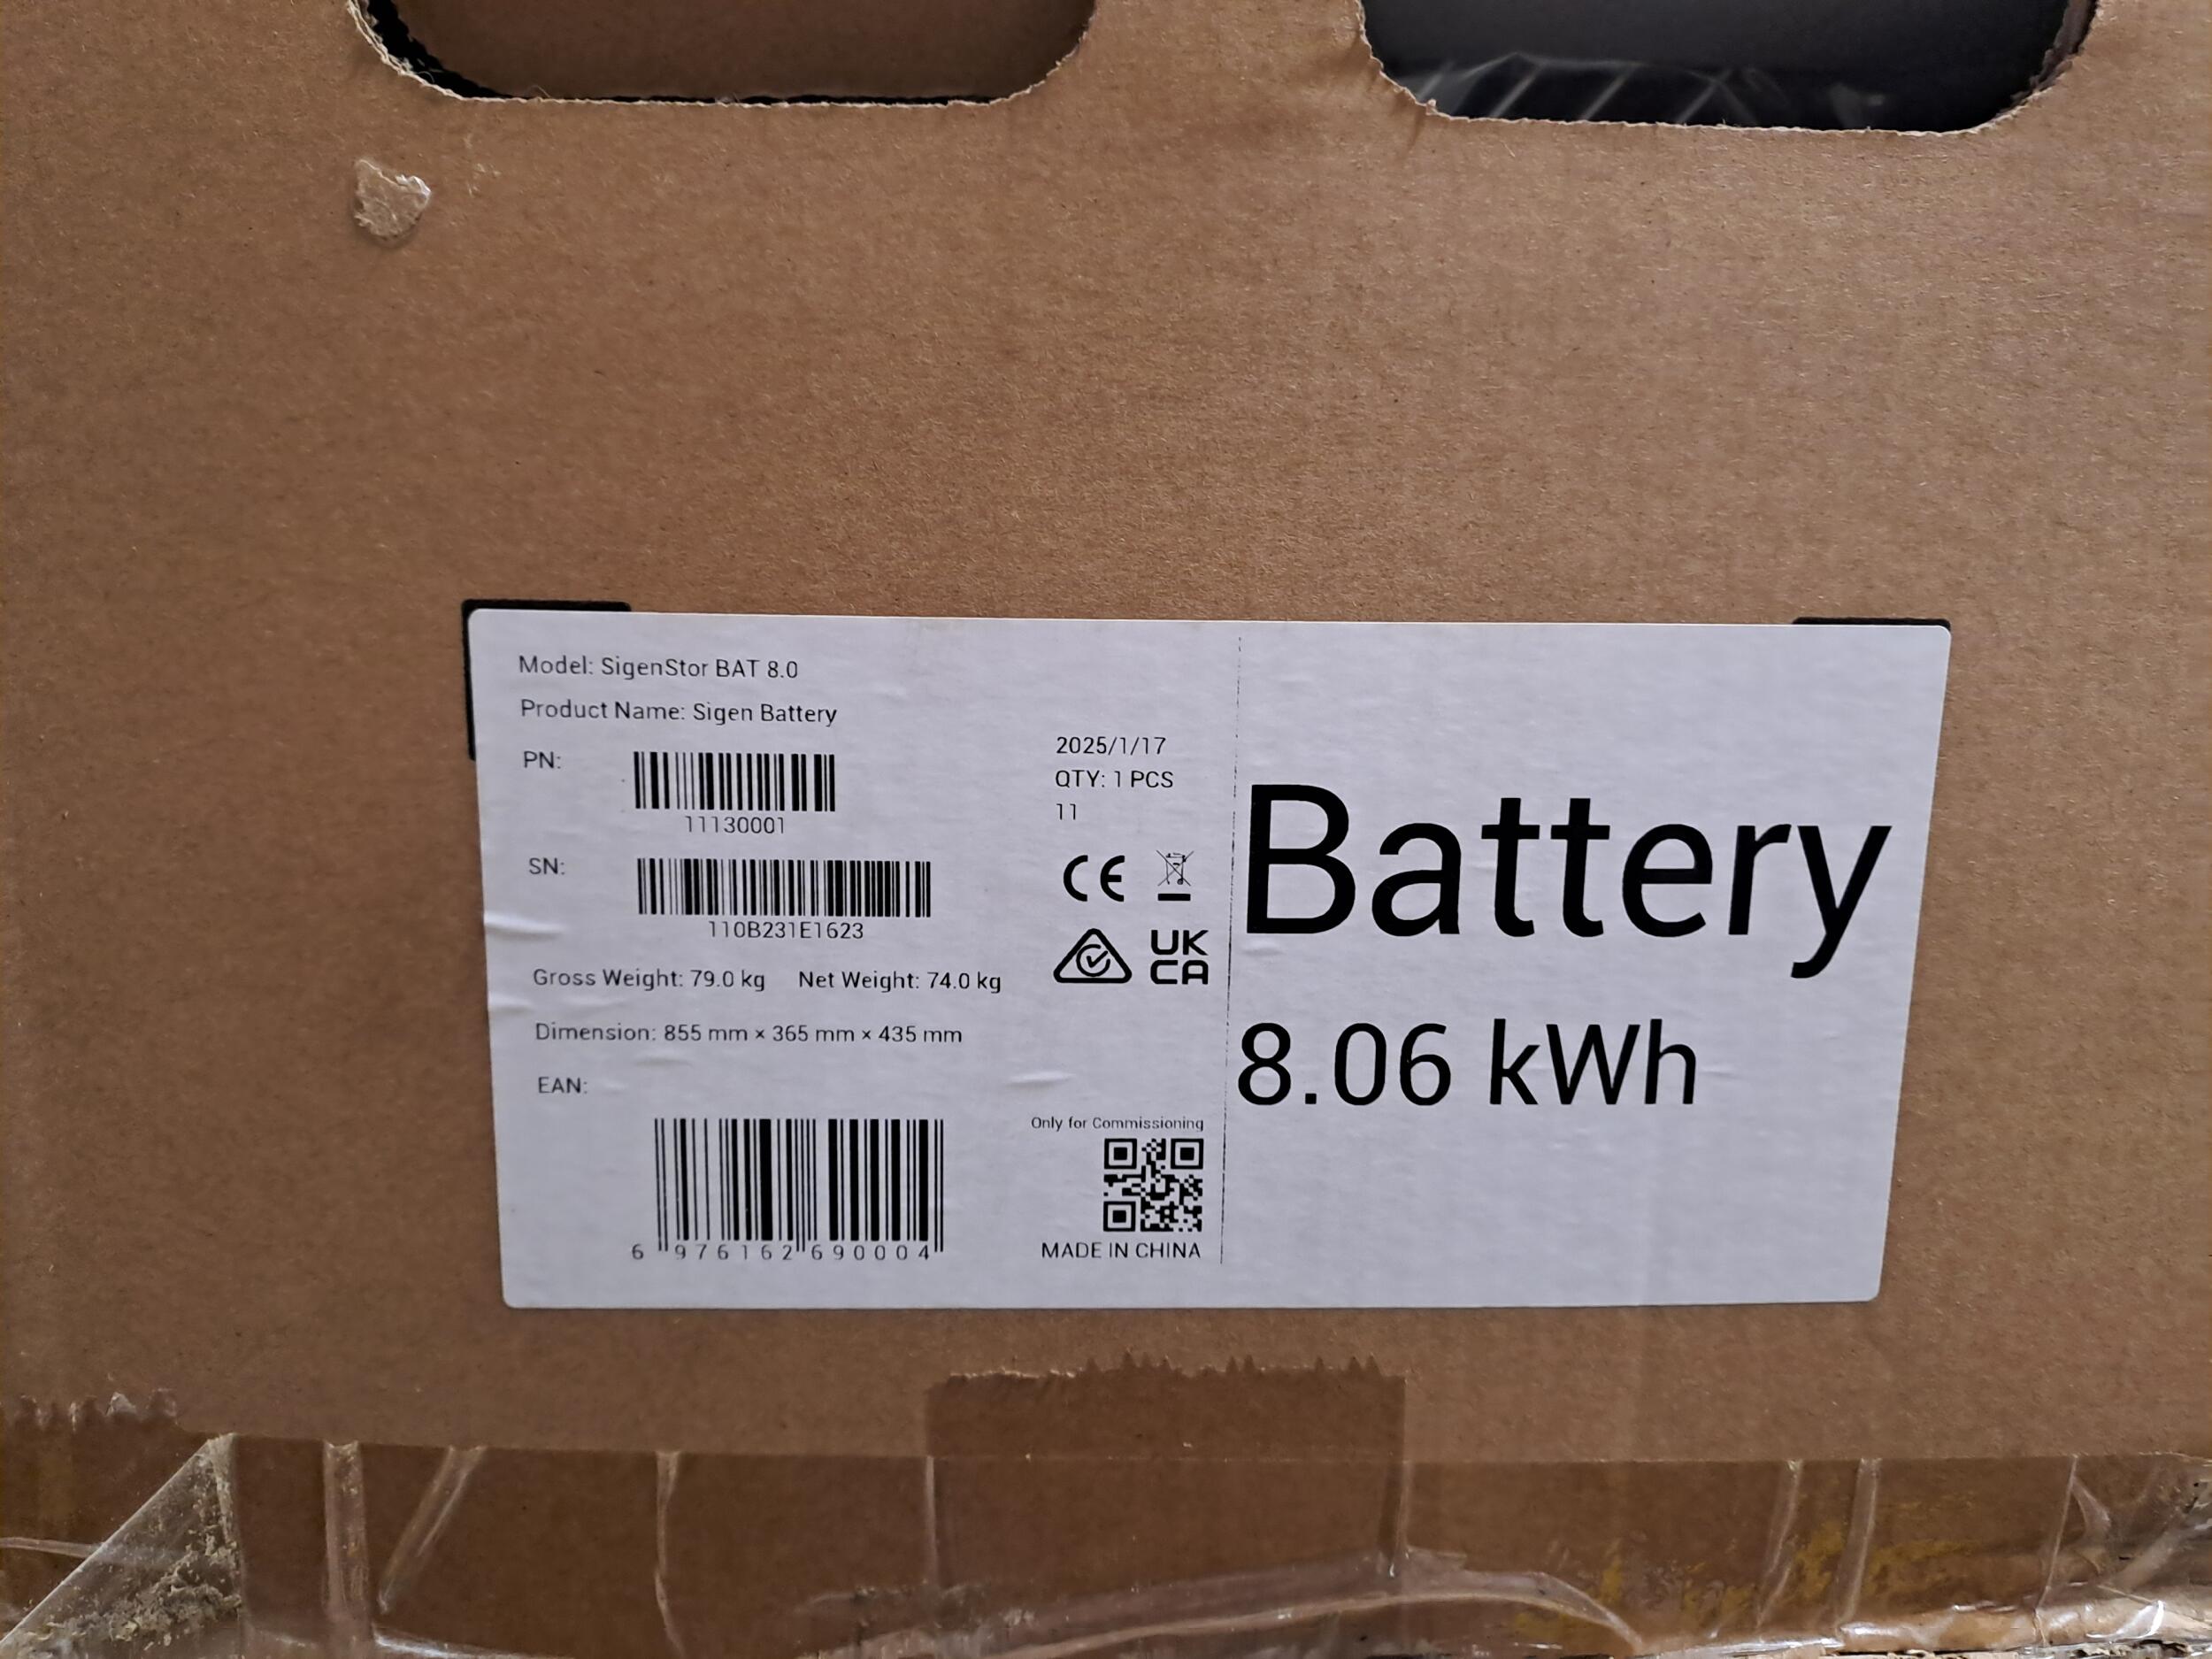 Model: SigenStor BAT 8.0
Product Name: Sigen Battery
PN:
11130001
SN:
110B231E1623
Gross Weight: 79.0 kg Net Weight: 74.0 kg
Dimension: 855 mm × 365 mm × 435 mm
EAN:
6 976162 690004
2025/1/17
QTY: 1 PCS
11
CE
UK
CA
Only for Commissioning
MADE IN CHINA
Battery
8.06 kWh